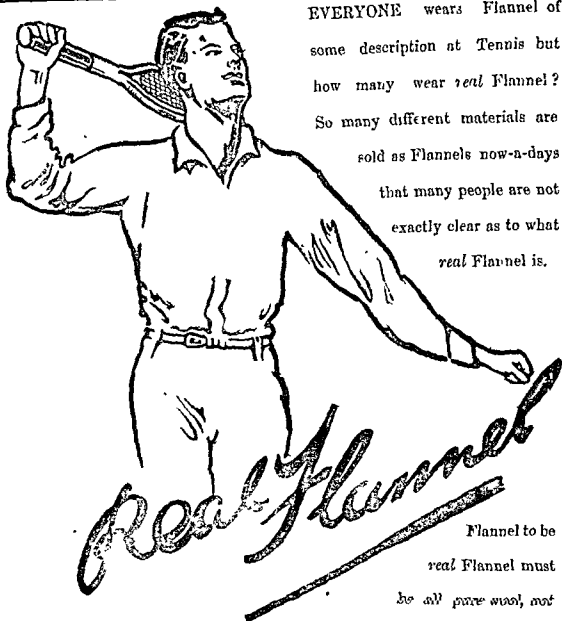 EVERYONE wears Flannel of
some description at Tennis but
how many wear real Flannel?
So many different materials are
sold as Flannels now-a-days
that many people are not
exactly clear as to what
real Flannel is.
Real Flannel
Flannel to be
real Flannel must
be all pure wool, not